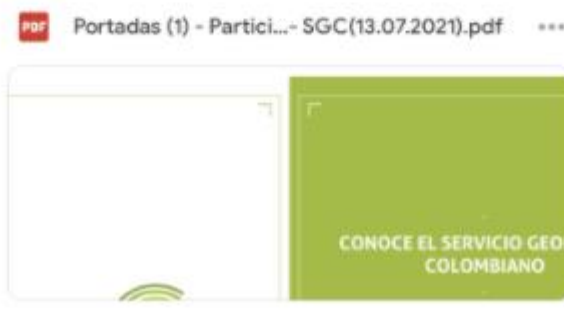 PDF
Portadas (1) - Partici...- SGC(13.07.2021).pdf
CONOCE EL SERVICIO GEO
COLOMBIANO